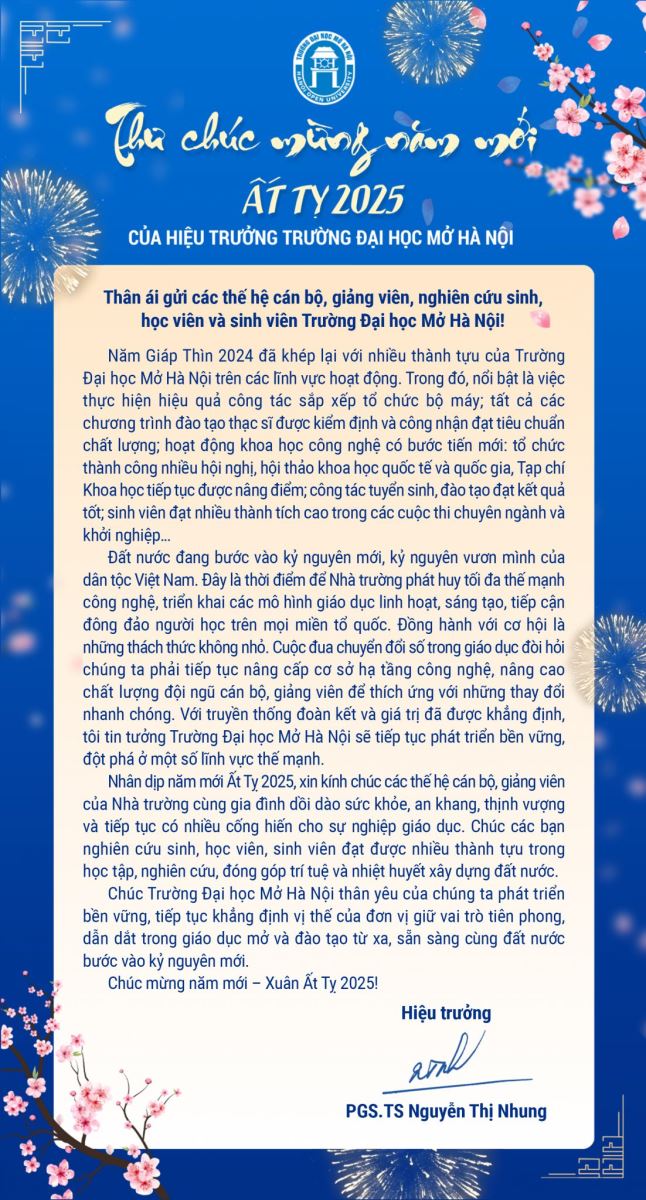 TRƯỜNG ĐẠI HỌC MỞ HÀ NỘI
HANOI OPEN UNIVERSITY
Thư chúc mừng năm mới
ẤT TỴ 2025
CỦA HIỆU TRƯỞNG TRƯỜNG ĐẠI HỌC MỞ HÀ NỘI
Thân ái gửi các thế hệ cán bộ, giảng viên, nghiên cứu sinh,
học viên và sinh viên Trường Đại học Mở Hà Nội!
Năm Giáp Thìn 2024 đã khép lại với nhiều thành tựu của Trường
Đại học Mở Hà Nội trên các lĩnh vực hoạt động. Trong đó, nổi bật là việc
thực hiện hiệu quả công tác sắp xếp tổ chức bộ máy; tất cả các
chương trình đào tạo thạc sĩ được kiểm định và công nhận đạt tiêu chuẩn
chất lượng; hoạt động khoa học công nghệ có bước tiến mới: tổ chức
thành công nhiều hội nghị, hội thảo khoa học quốc tế và quốc gia, Tạp chí
Khoa học tiếp tục được nâng điểm; công tác tuyển sinh, đào tạo đạt kết quả
tốt; sinh viên đạt nhiều thành tích cao trong các cuộc thi chuyên ngành và
khởi nghiệp...
Đất nước đang bước vào kỷ nguyên mới, kỷ nguyên vươn mình của
dân tộc Việt Nam. Đây là thời điểm để Nhà trường phát huy tối đa thế mạnh
công nghệ, triển khai các mô hình giáo dục linh hoạt, sáng tạo, tiếp cận
đông đảo người học trên mọi miền tổ quốc. Đồng hành với cơ hội là
những thách thức không nhỏ. Cuộc đua chuyển đổi số trong giáo dục đòi hỏi
chúng ta phải tiếp tục nâng cấp cơ sở hạ tầng công nghệ, nâng cao
chất lượng đội ngũ cán bộ, giảng viên để thích ứng với những thay đổi
nhanh chóng. Với truyền thống đoàn kết và giá trị đã được khẳng định,
tôi tin tưởng Trường Đại học Mở Hà Nội sẽ tiếp tục phát triển bền vững,
đột phá ở một số lĩnh vực thế mạnh.
Nhân dịp năm mới Ất Tỵ 2025, xin kính chúc các thế hệ cán bộ, giảng viên
của Nhà trường cùng gia đình dồi dào sức khỏe, an khang, thịnh vượng
và tiếp tục có nhiều cống hiến cho sự nghiệp giáo dục. Chúc các bạn
nghiên cứu sinh, học viên, sinh viên đạt được nhiều thành tựu trong
học tập, nghiên cứu, đóng góp trí tuệ và nhiệt huyết xây dựng đất nước.
Chúc Trường Đại học Mở Hà Nội thân yêu của chúng ta phát triển
bền vững, tiếp tục khẳng định vị thế của đơn vị giữ vai trò tiên phong,
dẫn dắt trong giáo dục mở và đào tạo từ xa, sẵn sàng cùng đất nước
bước vào kỷ nguyên mới.
Chúc mừng năm mới – Xuân Ất Tỵ 2025!
Hiệu trưởng
PGS.TS Nguyễn Thị Nhung